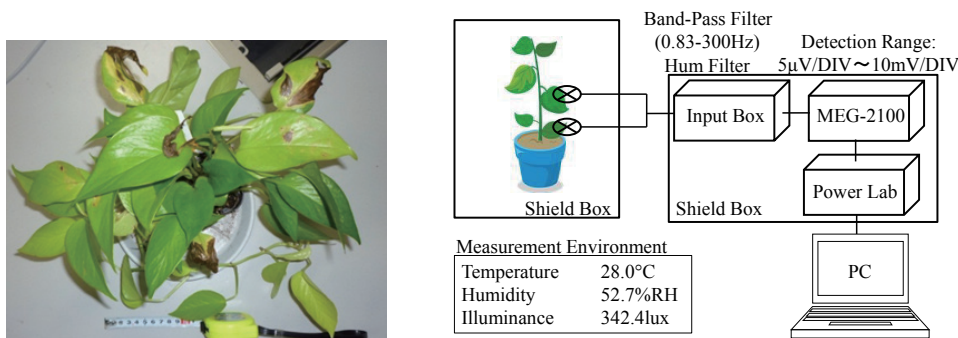 Band-Pass Filter
(0.83-300Hz)
Hum Filter
Detection Range:
5μV/DIV～10mV/DIV
Input Box
MEG-2100
Power Lab
Shield Box
Shield Box
PC
Measurement Environment
Temperature 28.0°C
Humidity 52.7%RH
Illuminance 342.4lux